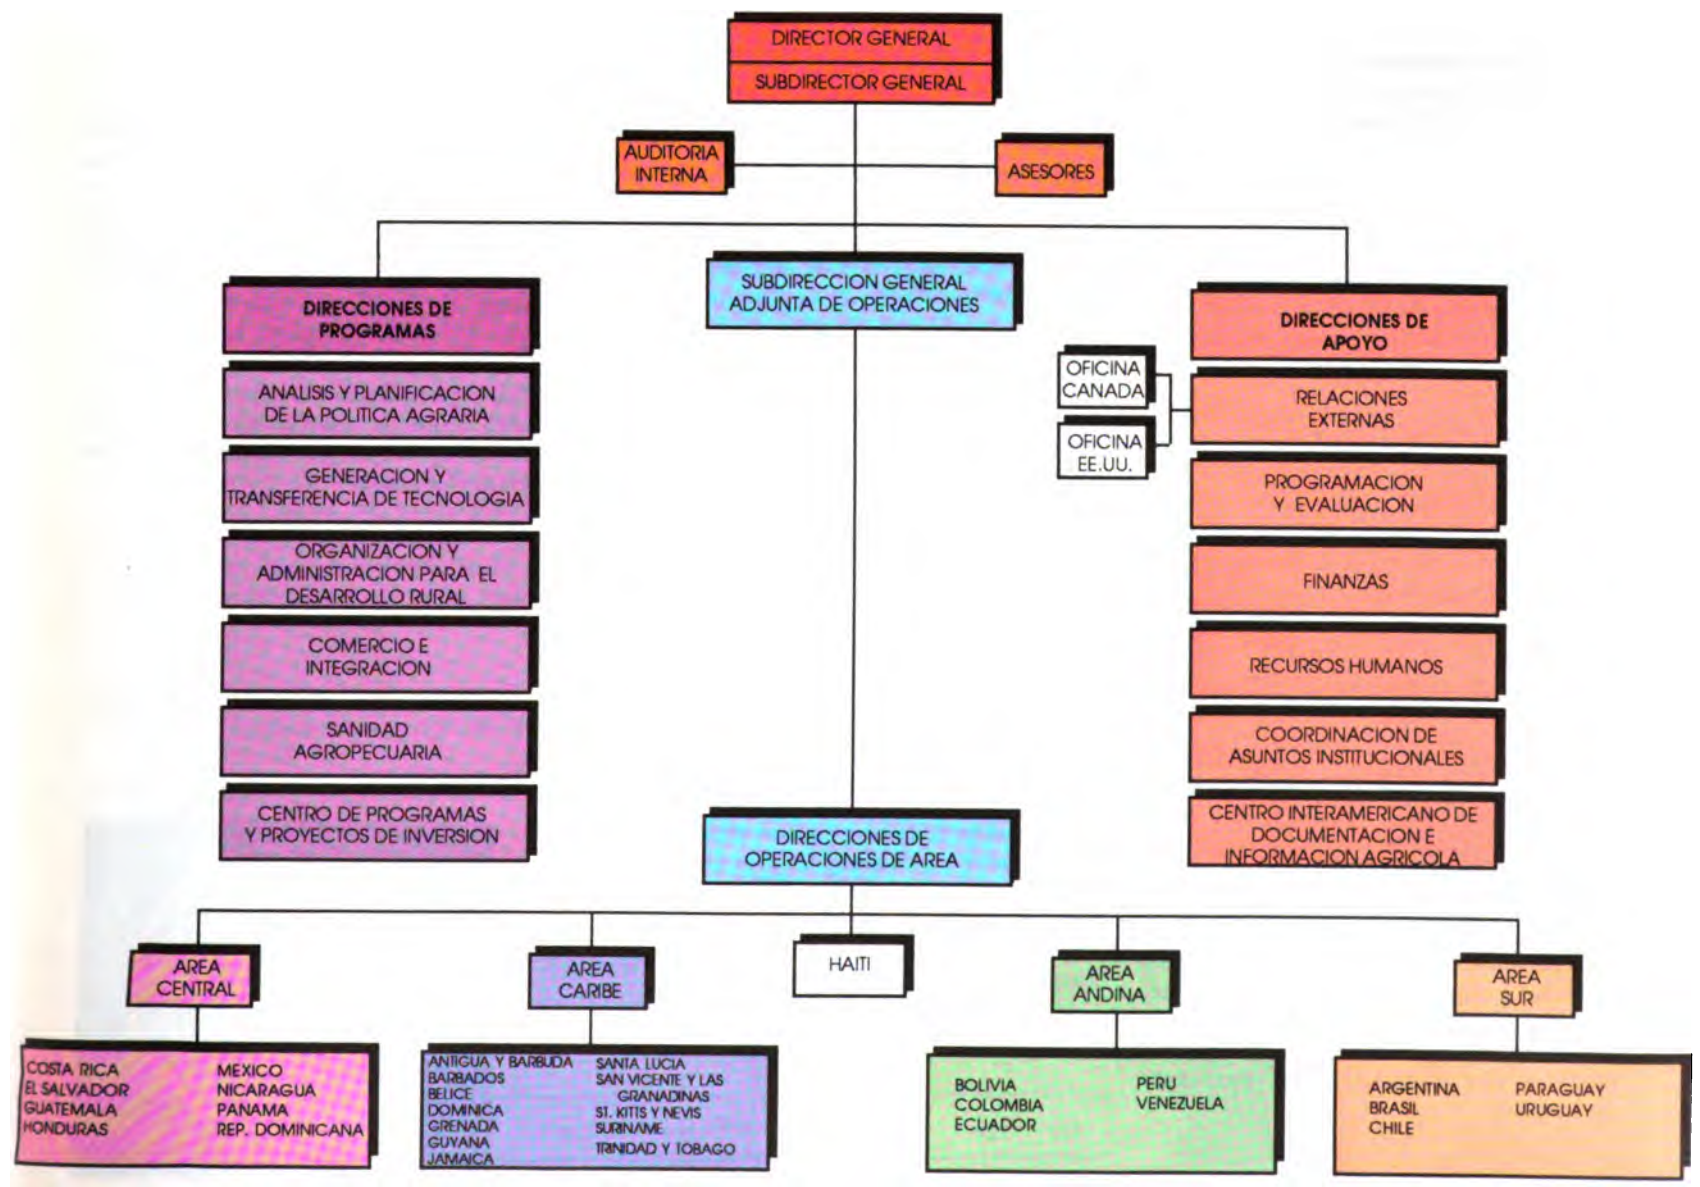 DIRECTOR GENERAL
SUBDIRECTOR GENERAL
AUDITORIA
INTERNA
ASESORES
SUBDIRECCION GENERAL
ADJUNTA DE OPERACIONES
DIRECCIONES DE
PROGRAMAS
ANALISIS Y PLANIFICACION
DE LA POLITICA AGRARIA
GENERACION Y
TRANSFERENCIA DE TECNOLOGIA
ORGANIZACION Y
ADMINISTRACION PARA EL
DESARROLLO RURAL
COMERCIO E
INTEGRACION
SANIDAD
AGROPECUARIA
CENTRO DE PROGRAMAS
Y PROYECTOS DE INVERSION
DIRECCIONES DE
APOYO
OFICINA
CANADA
OFICINA
EE.UU.
RELACIONES
EXTERNAS
PROGRAMACION
Y EVALUACION
FINANZAS
RECURSOS HUMANOS
COORDINACION DE
ASUNTOS INSTITUCIONALES
CENTRO INTERAMERICANO DE
DOCUMENTACION E
INFORMACION AGRICOLA
DIRECCIONES DE
OPERACIONES DE AREA
AREA
CENTRAL
AREA
CARIBE
HAITI
AREA
ANDINA
AREA
SUR
COSTA RICA
EL SALVADOR
GUATEMALA
HONDURAS
MEXICO
NICARAGUA
PANAMA
REP. DOMINICANA
ANTIGUA Y BARBUDA
BARBADOS
BELICE
DOMINICA
GRENADA
GUYANA
JAMAICA
SANTA LUCIA
SAN VICENTE Y LAS
GRANADINAS
ST. KITIS Y NEVIS
SURINAME
TRINIDAD Y TOBAGO
BOLIVIA
COLOMBIA
ECUADOR
PERU
VENEZUELA
ARGENTINA
BRASIL
CHILE
PARAGUAY
URUGUAY